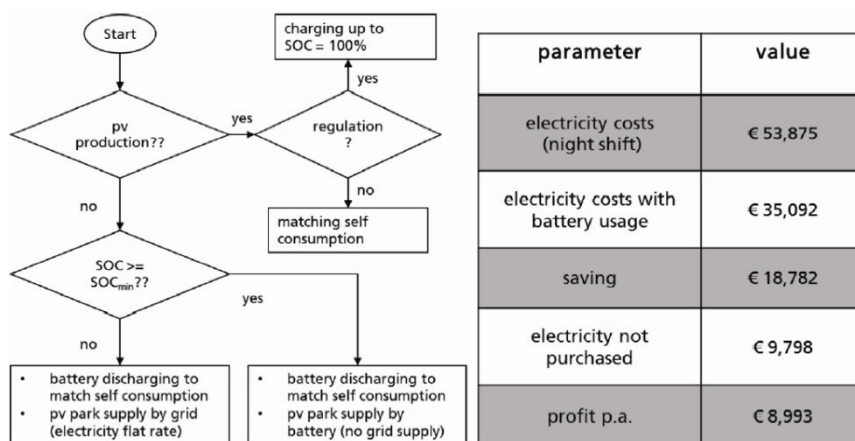 Start
charging up to
SOC = 100%
yes
pv
production??
yes
regulation
?
no
no
matching self
consumption
SOC >=
SOCmin??
yes
no
• battery discharging to
match self consumption
• pv park supply by grid
(electricity flat rate)
• battery discharging to
match self consumption
• pv park supply by
battery (no grid supply)
parameter value
electricity costs
(night shift) € 53,875
electricity costs with
battery usage € 35,092
saving € 18,782
electricity not
purchased € 9,798
profit p.a. € 8,993